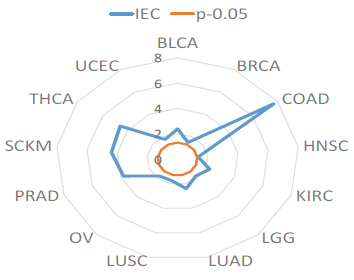 IEC p-0.05
BLCA
BRCA
COAD
HNSC
KIRC
LGG
LUAD
LUSC
OV
PRAD
SCKM
THCA
UCEC
8
6
4
2
0